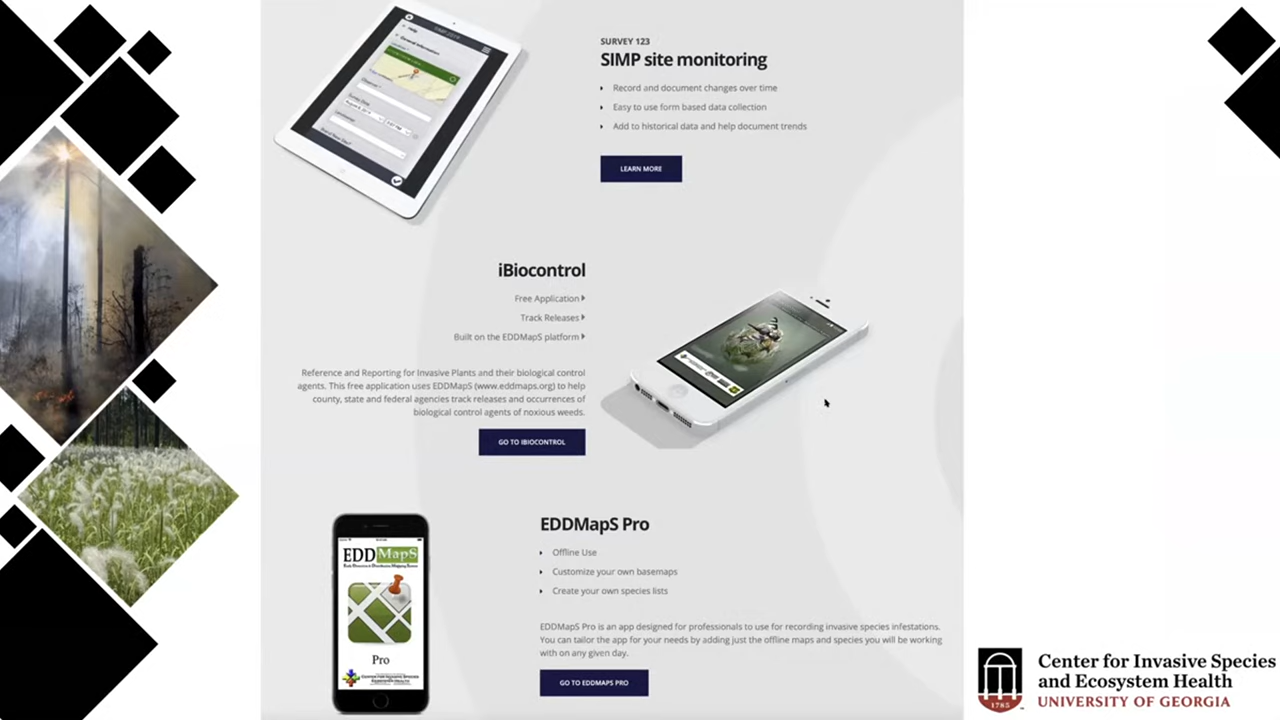 SURVEY 123
SIMP site monitoring
Record and document changes over time
Easy to use form based data collection
Add to historical data and help document trends
LEARN MORE
Help
General Information
iBiocontrol
Free Application
Track Releases
Built on the EDDMapS platform
Reference and Reporting for Invasive Plants and their biological control
agents. This free application uses EDDMapS (www.eddmaps.org) to help
county, state and federal agencies track releases and occurrences of
biological control agents of noxious weeds.
GO TO IBIOCONTROL
EDDMapS Pro
Offline Use
Customize your own basemaps
Create your own species lists
EDDMapS Pro is an app designed for professionals to use for recording invasive species infestations.
You can tailor the app for your needs by adding just the offline maps and species you will be working
with on any given day.
GO TO EDDMAPS PRO
EDDMapS
Pro
1785
Center for Invasive Species
and Ecosystem Health
UNIVERSITY OF GEORGIA